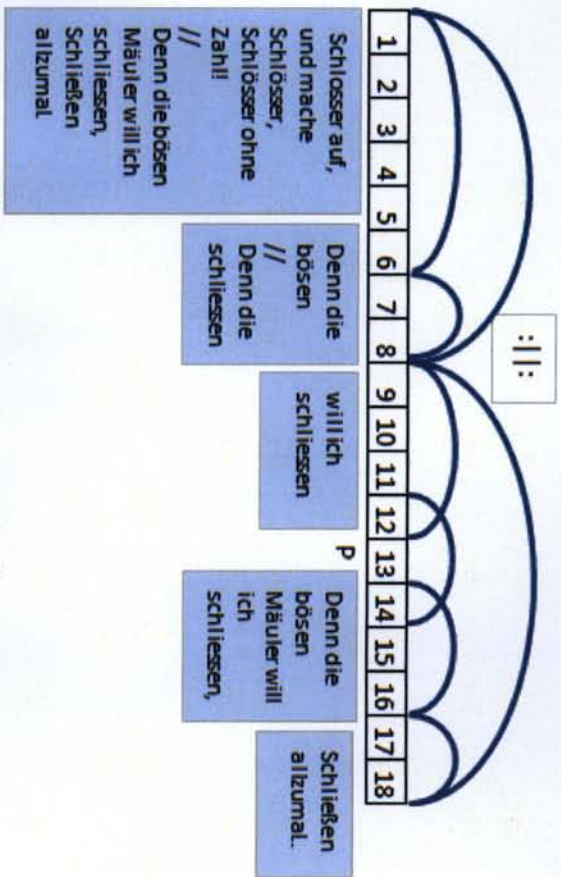 :||:
1 2 3 4 5 6 7 8 9 10 11 12 13 14 15 16 17 18
Schlosser auf,
und mache
Schlösser,
Schlösser ohne
Zahl!!
//
Denn die bösen
Mäuler will ich
schliessen,
Schließen
allzumal
Denn die
bösen
//
Denn die
schliessen
will ich
schliessen
P
Denn die
bösen
Mäuler will
ich
schliessen,
Schließen
allzumal.